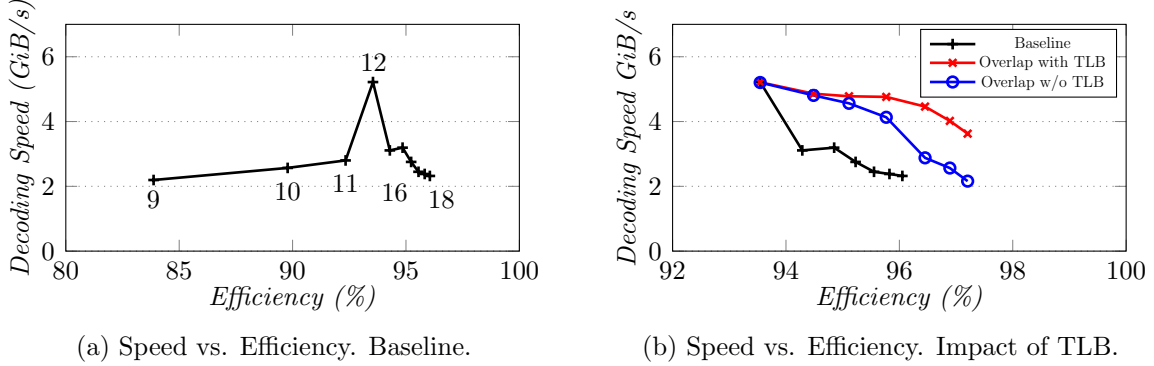 Decoding Speed (GiB/s)
6
4
2
0
12
9
10
11
16
18
80 85 90 95 100
Efficiency (%)
(a) Speed vs. Efficiency. Baseline.
Decoding Speed GiB/s
6
4
2
0
Baseline
Overlap with TLB
Overlap w/o TLB
92 94 96 98 100
Efficiency (%)
(b) Speed vs. Efficiency. Impact of TLB.